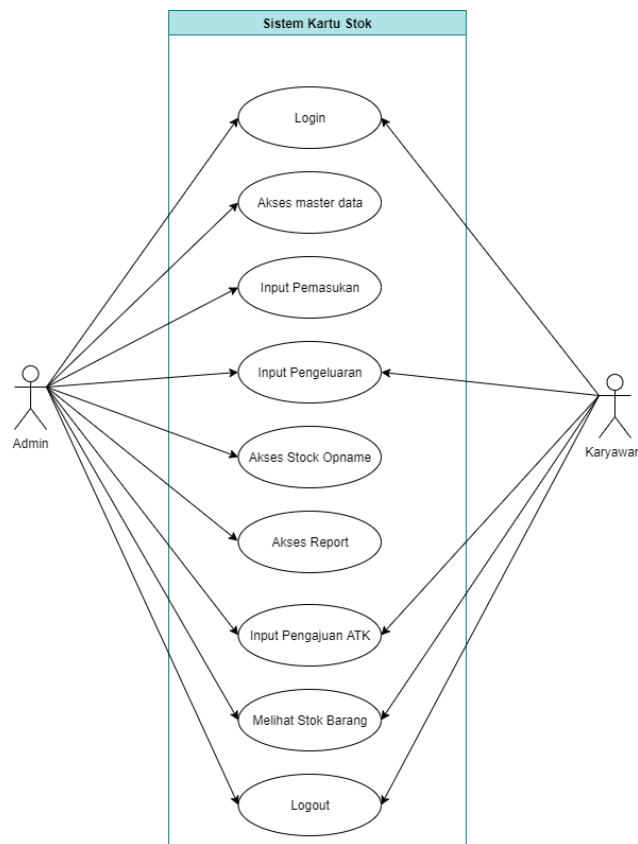 Sistem Kartu Stok
Login
Akses master data
Input Pemasukan
Input Pengeluaran
Admin
Karyawan
Akses Stock Opname
Akses Report
Input Pengajuan ATK
Melihat Stok Barang
Logout